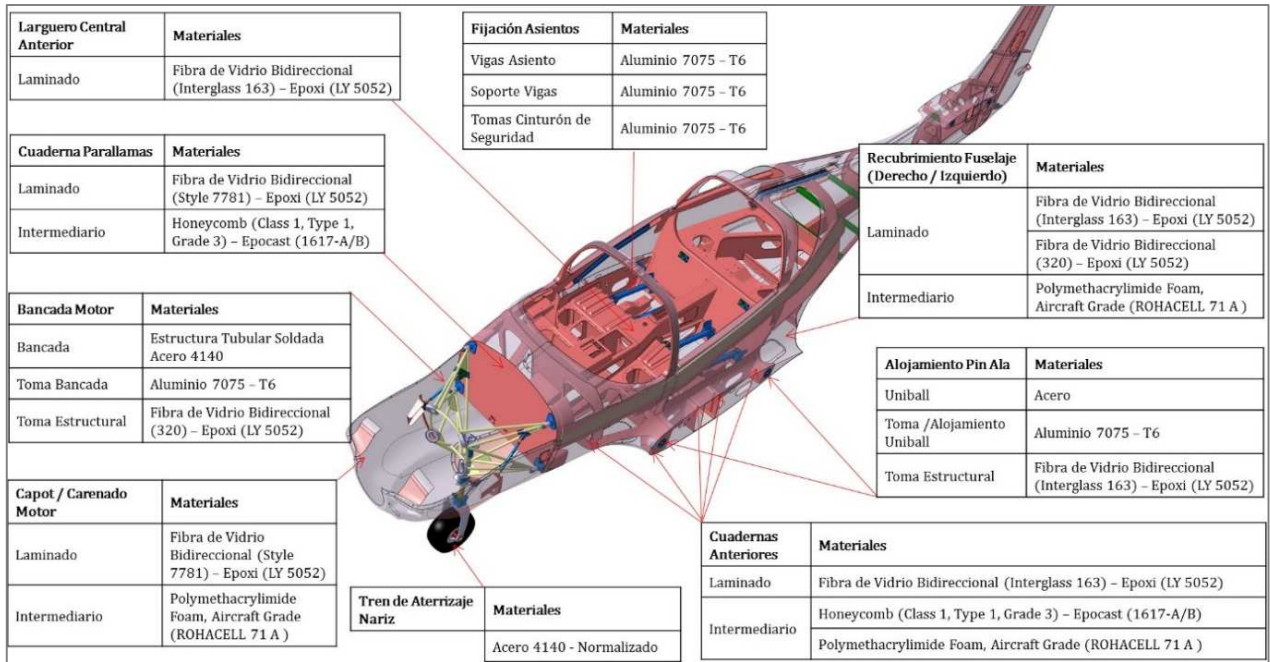 Larguero Central
Anterior
Materiales
Laminado
Fibra de Vidrio Bidireccional
(Interglass 163) – Epoxi (LY 5052)
Cuaderna Parallamas
Materiales
Laminado
Fibra de Vidrio Bidireccional
(Style 7781) – Epoxi (LY 5052)
Intermediario
Honeycomb (Class 1, Type 1,
Grade 3) – Epocast (1617-A/B)
Bancada Motor
Materiales
Bancada
Estructura Tubular Soldada
Acero 4140
Toma Bancada
Aluminio 7075 – T6
Toma Estructural
Fibra de Vidrio Bidireccional
(320) – Epoxi (LY 5052)
Capot / Carenado
Motor
Materiales
Laminado
Fibra de Vidrio
Bidireccional (Style
7781) – Epoxi (LY 5052)
Intermediario
Polymethacrylimide
Foam, Aircraft Grade
(ROHACELL 71 A )
Fijación Asientos
Materiales
Vigas Asiento
Aluminio 7075 – T6
Soporte Vigas
Aluminio 7075 – T6
Tomas Cinturón de
Seguridad
Aluminio 7075 – T6
Tren de Aterrizaje
Nariz
Materiales
Acero 4140 - Normalizado
Recubrimiento Fuselaje
(Derecho / Izquierdo)
Materiales
Laminado
Fibra de Vidrio Bidireccional
(Interglass 163) – Epoxi (LY 5052)
Fibra de Vidrio Bidireccional
(320) – Epoxi (LY 5052)
Intermediario
Polymethacrylimide Foam,
Aircraft Grade (ROHACELL 71 A )
Alojamiento Pin Ala
Materiales
Uniball
Acero
Toma /Alojamiento
Uniball
Aluminio 7075 – T6
Toma Estructural
Fibra de Vidrio Bidireccional
(Interglass 163) – Epoxi (LY 5052)
Cuadernas
Anteriores
Materiales
Laminado
Fibra de Vidrio Bidireccional (Interglass 163) – Epoxi (LY 5052)
Intermediario
Honeycomb (Class 1, Type 1, Grade 3) – Epocast (1617-A/B)
Polymethacrylimide Foam, Aircraft Grade (ROHACELL 71 A )